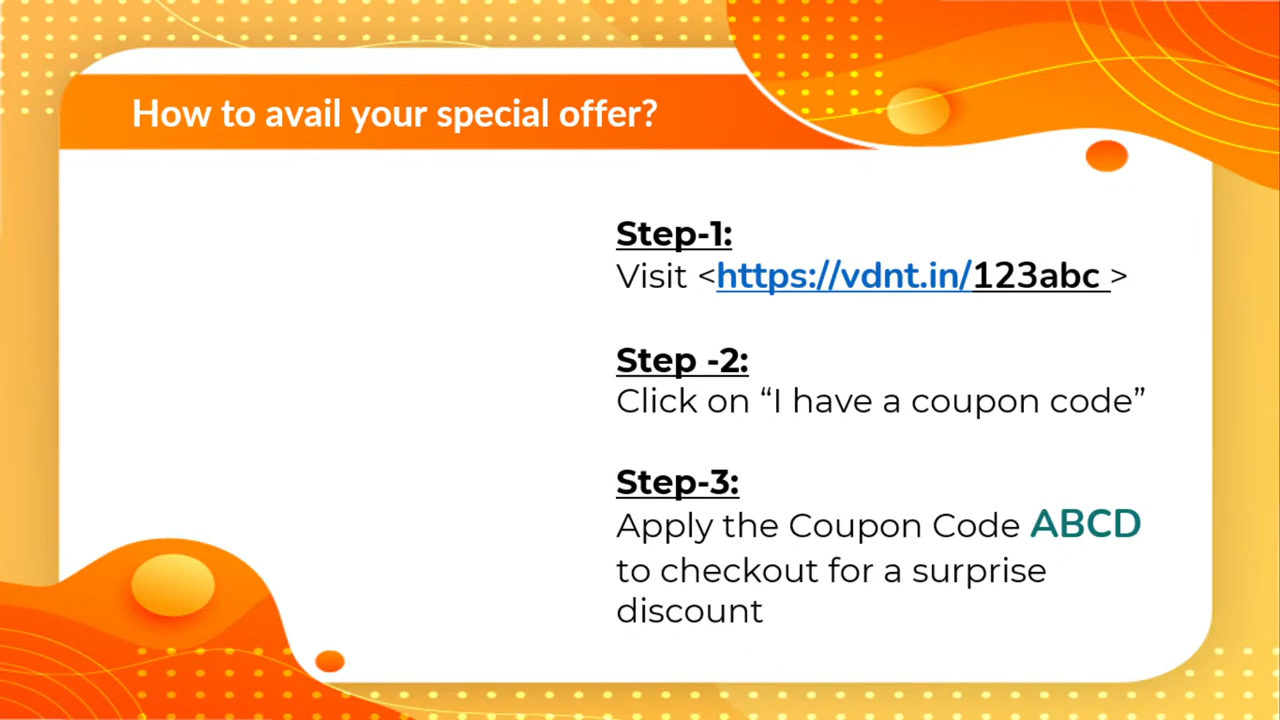 How to avail your special offer?
Step-1:
Visit <https://vdnt.in/123abc >
Step -2:
Click on “I have a coupon code”
Step-3:
Apply the Coupon Code ABCD
to checkout for a surprise
discount